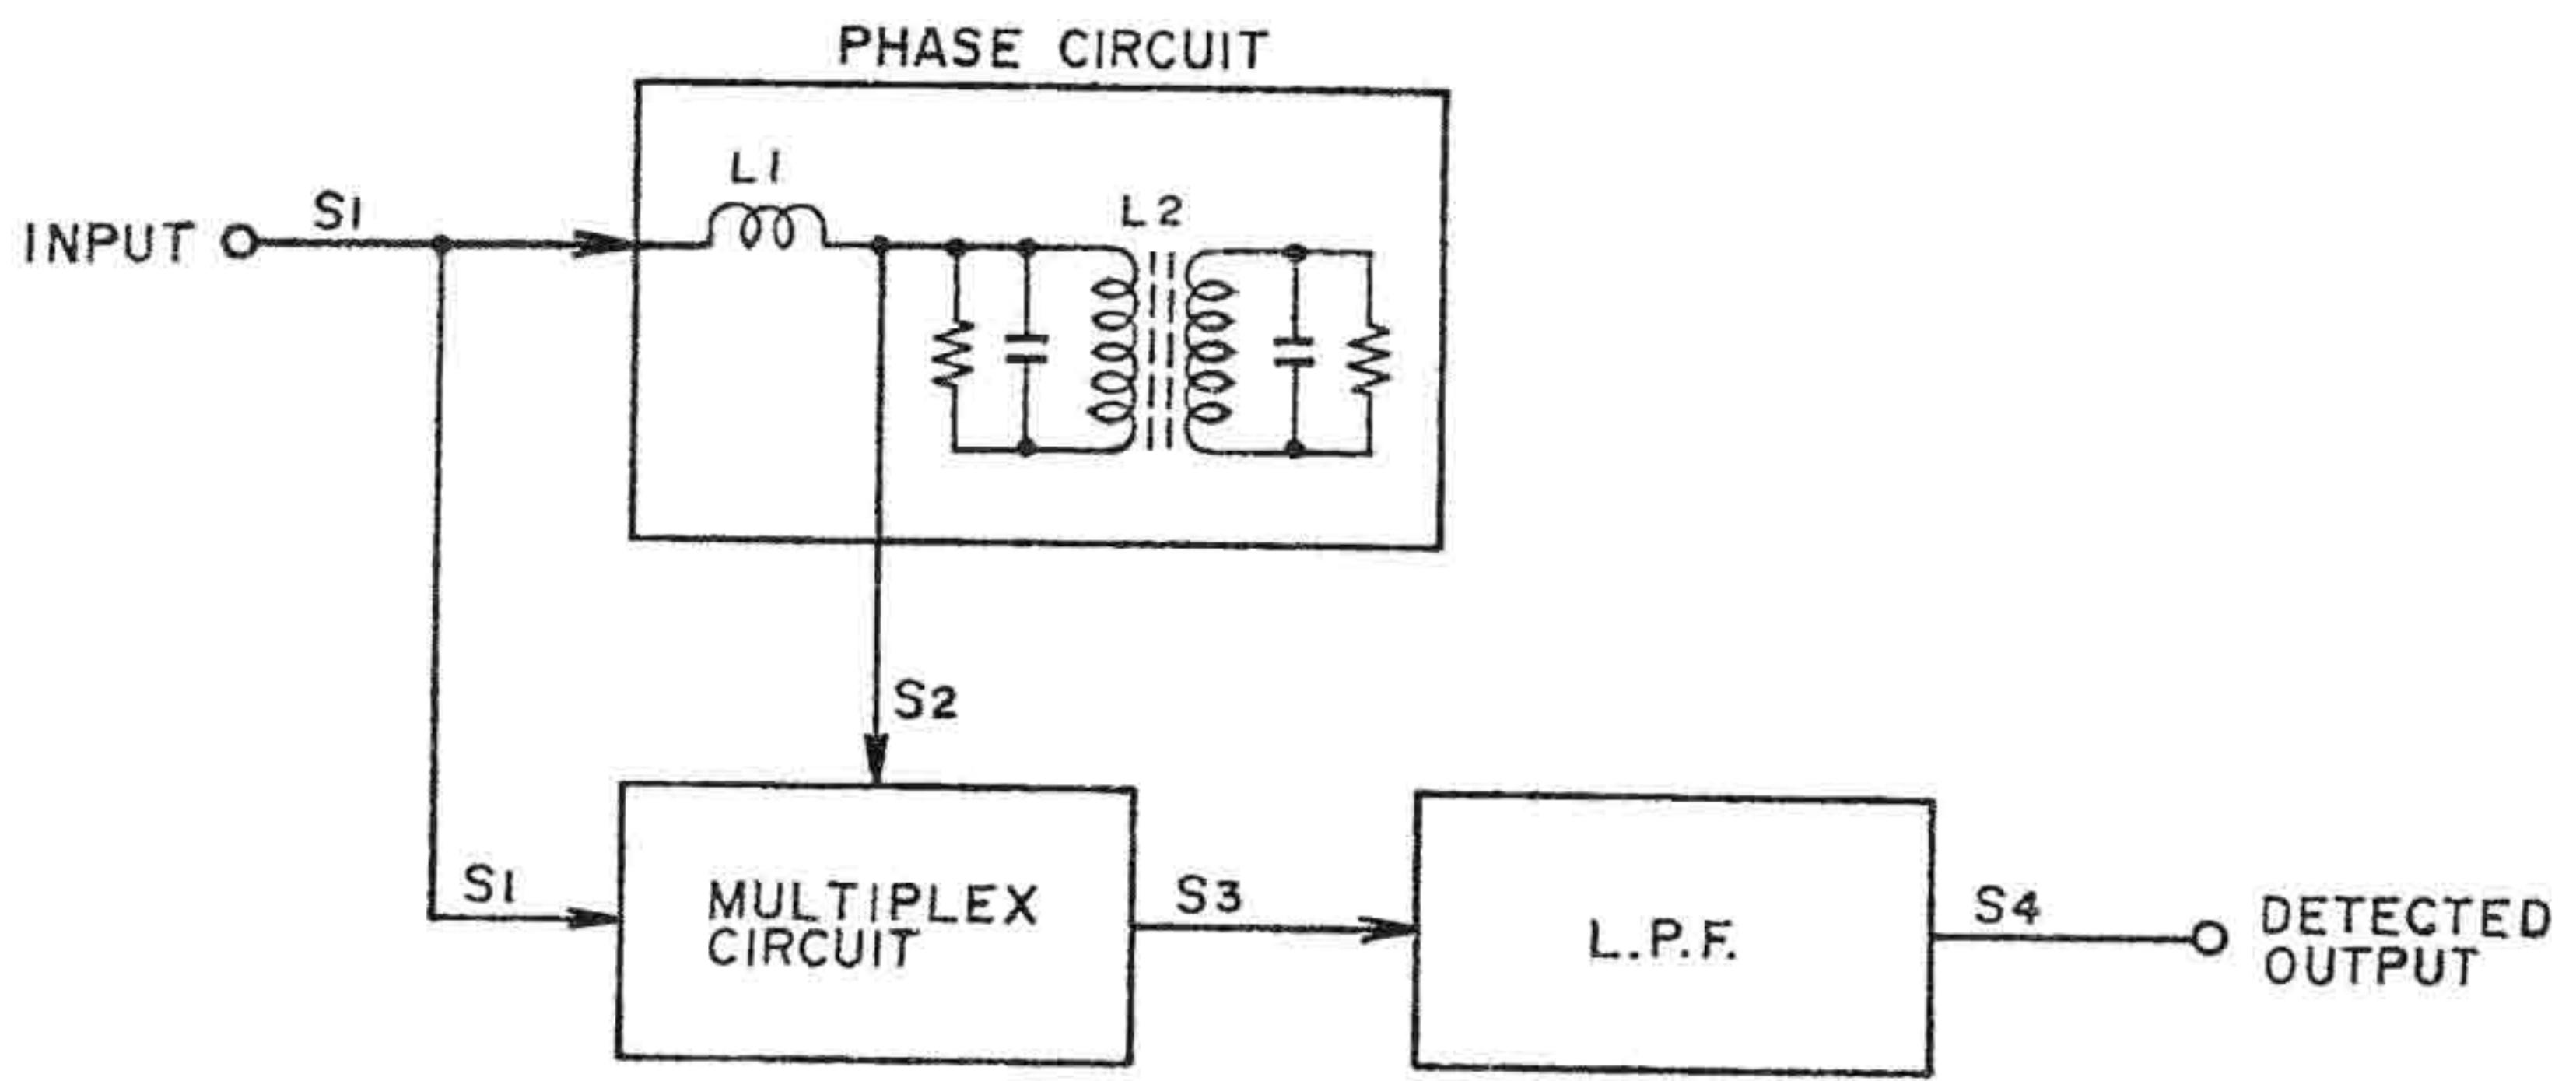 PHASE CIRCUIT
L1
L2
INPUT
S1
S2
S1
MULTIPLEX
CIRCUIT
S3
L.P.F.
S4
DETECTED
OUTPUT